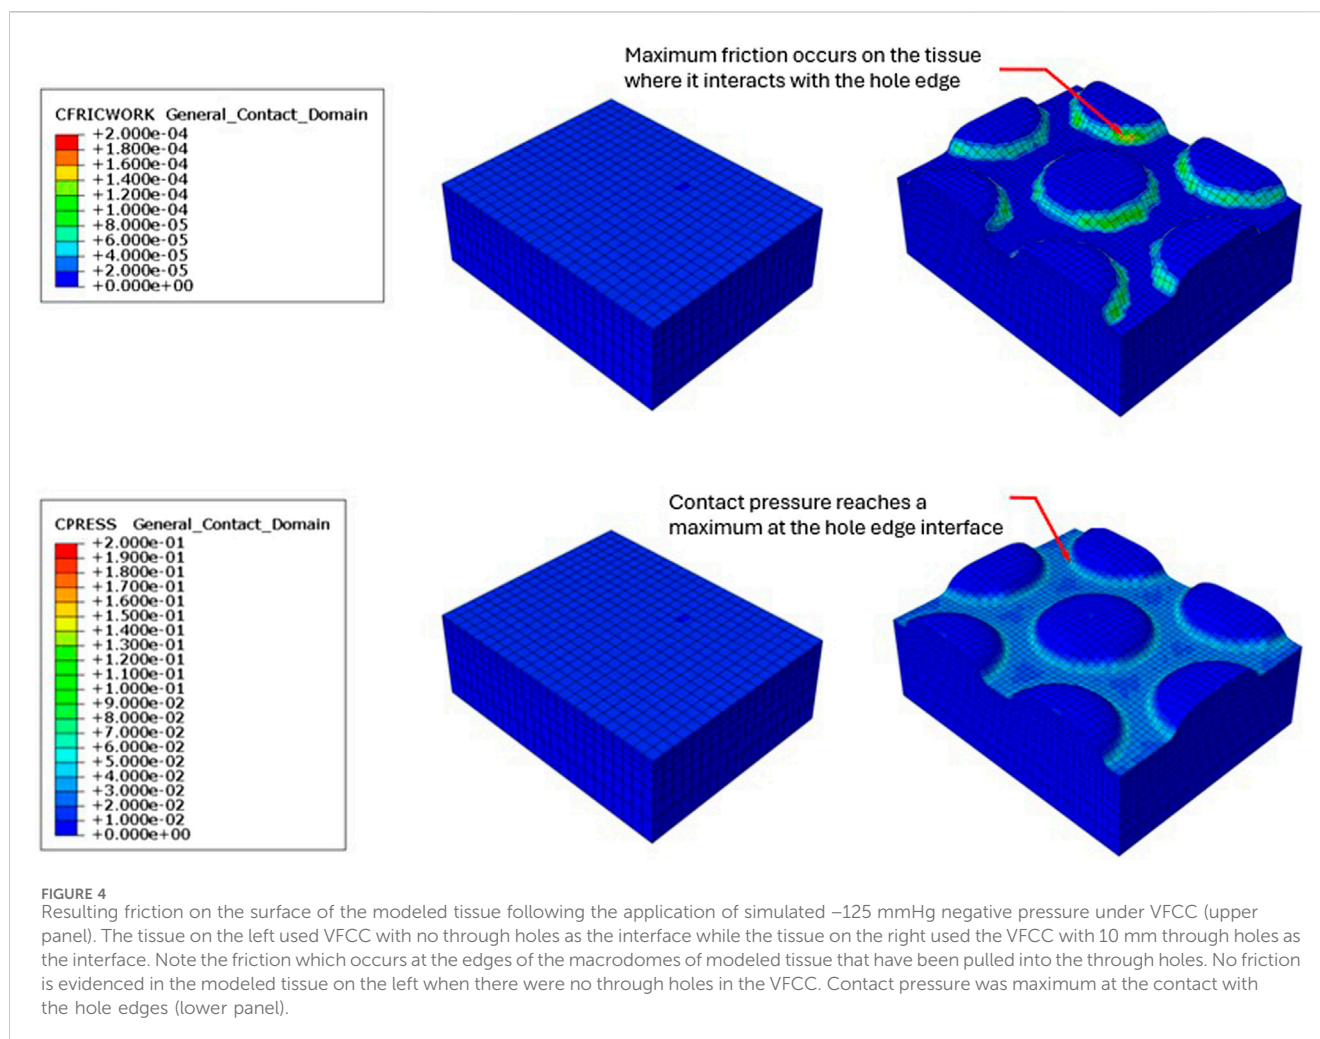 Maximum friction occurs on the tissue
where it interacts with the hole edge
CFRICWORK General_Contact_Domain
+2.000e-04
+1.800e-04
+1.600e-04
+1.400e-04
+1.200e-04
+1.000e-04
+8.000e-05
+6.000e-05
+4.000e-05
+2.000e-05
+0.000e+00
Contact pressure reaches a
maximum at the hole edge interface
CPRESS General_Contact_Domain
+2.000e-01
+1.900e-01
+1.800e-01
+1.700e-01
+1.600e-01
+1.500e-01
+1.400e-01
+1.300e-01
+1.200e-01
+1.100e-01
+1.000e-01
+9.000e-02
+8.000e-02
+7.000e-02
+6.000e-02
+5.000e-02
+4.000e-02
+3.000e-02
+2.000e-02
+1.000e-02
+0.000e+00
FIGURE 4
Resulting friction on the surface of the modeled tissue following the application of simulated –125 mmHg negative pressure under VFCC (upper
panel). The tissue on the left used VFCC with no through holes as the interface while the tissue on the right used the VFCC with 10 mm through holes as
the interface. Note the friction which occurs at the edges of the macrodomes of modeled tissue that have been pulled into the through holes. No friction
is evidenced in the modeled tissue on the left when there were no through holes in the VFCC. Contact pressure was maximum at the contact with
the hole edges (lower panel).